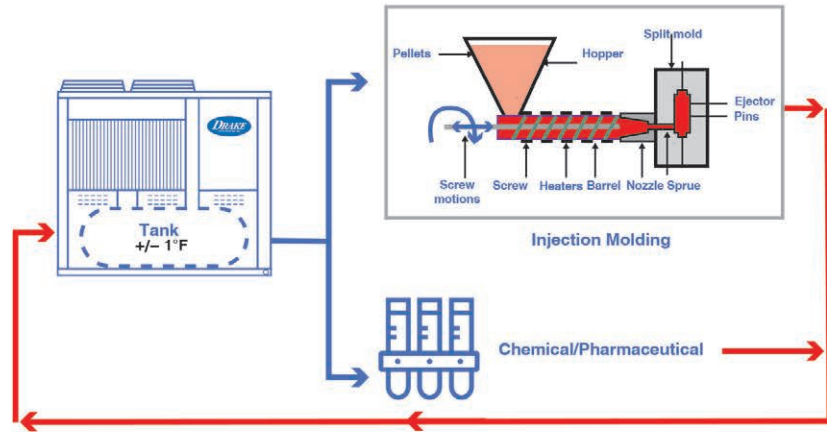 Split mold
Pellets
Hopper
DRAKE
Ejector
Pins
Screw
motions
Screw
Heaters
Barrel
Nozzle
Sprue
Tank
+/– 1°F
Injection Molding
Chemical/Pharmaceutical